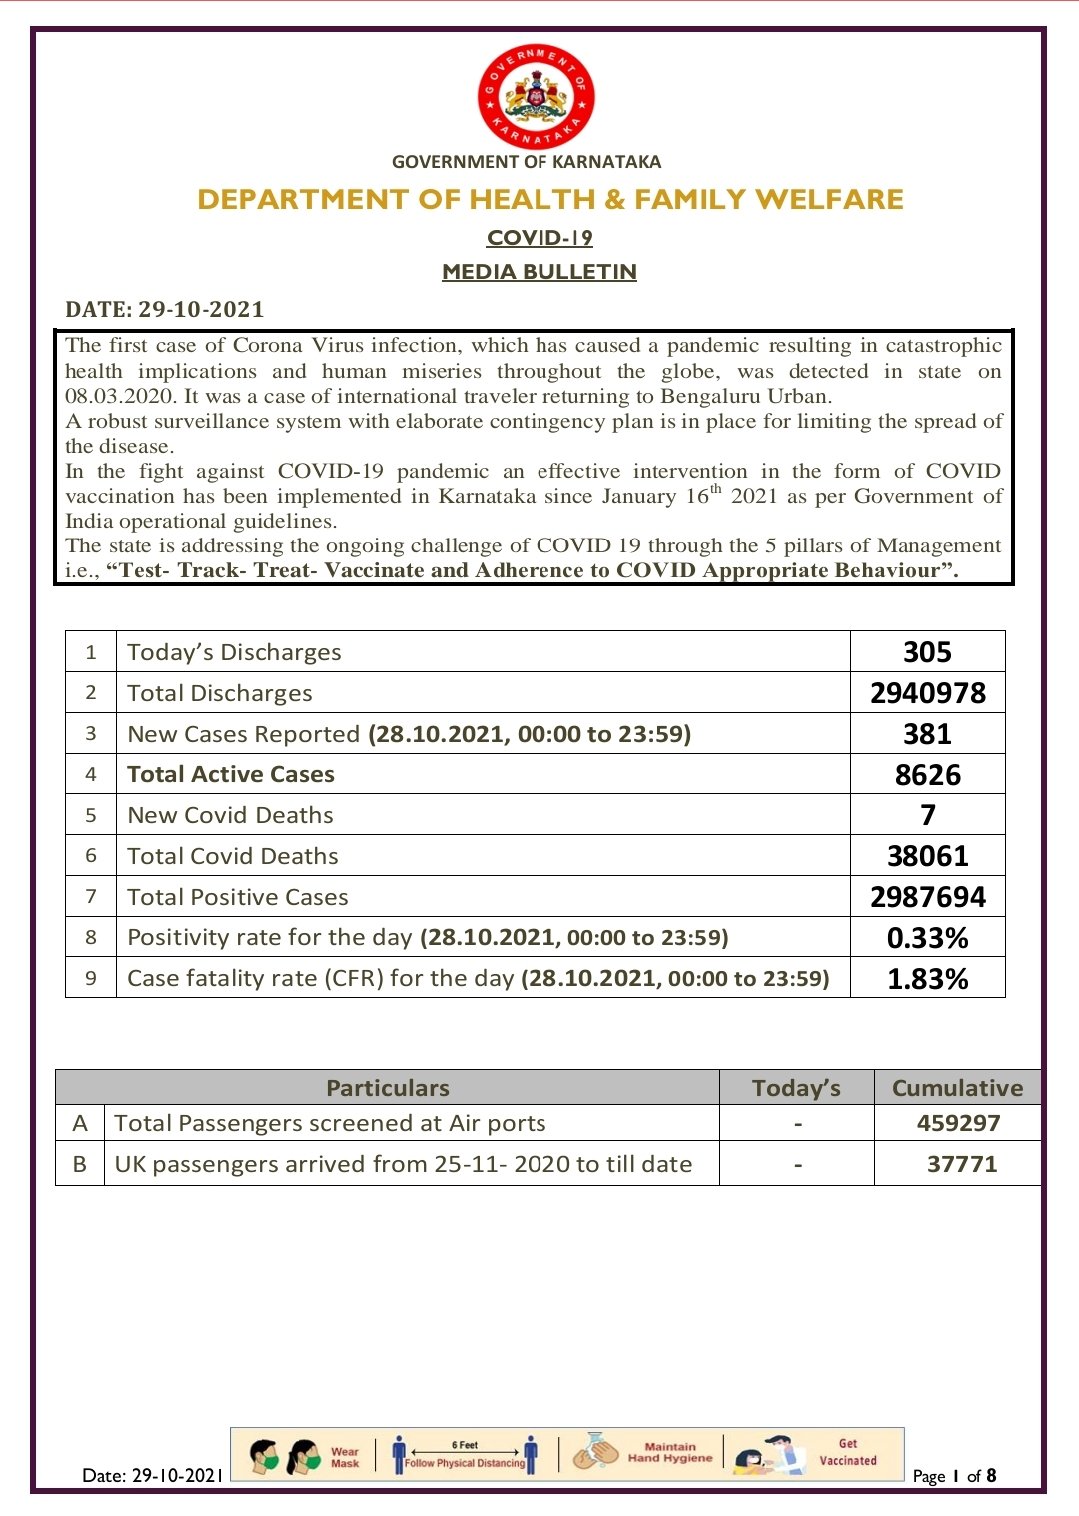 GOVERNMENT OF
KARNATAKA
GOVERNMENT OF KARNATAKA
DEPARTMENT OF HEALTH & FAMILY WELFARE
COVID-19
MEDIA BULLETIN
DATE: 29-10-2021
The first case of Corona Virus infection, which has caused a pandemic resulting in catastrophic
health implications and human miseries throughout the globe, was detected in state on
08.03.2020. It was a case of international traveler returning to Bengaluru Urban.
A robust surveillance system with elaborate contingency plan is in place for limiting the spread of
the disease.
In the fight against COVID-19 pandemic an effective intervention in the form of COVID
vaccination has been implemented in Karnataka since January 16th 2021 as per Government of
India operational guidelines.
The state is addressing the ongoing challenge of COVID 19 through the 5 pillars of Management
i.e., “Test- Track- Treat- Vaccinate and Adherence to COVID Appropriate Behaviour”.
1 Today’s Discharges 305
2 Total Discharges 2940978
3 New Cases Reported (28.10.2021, 00:00 to 23:59) 381
4 Total Active Cases 8626
5 New Covid Deaths 7
6 Total Covid Deaths 38061
7 Total Positive Cases 2987694
8 Positivity rate for the day (28.10.2021, 00:00 to 23:59) 0.33%
9 Case fatality rate (CFR) for the day (28.10.2021, 00:00 to 23:59) 1.83%
Particulars Today’s Cumulative
A Total Passengers screened at Air ports - 459297
B UK passengers arrived from 25-11- 2020 to till date - 37771
Wear
Mask
6 Feet
Follow Physical Distancing
Maintain
Hand Hygiene
Get
Vaccinated
Date: 29-10-2021
Page 1 of 8